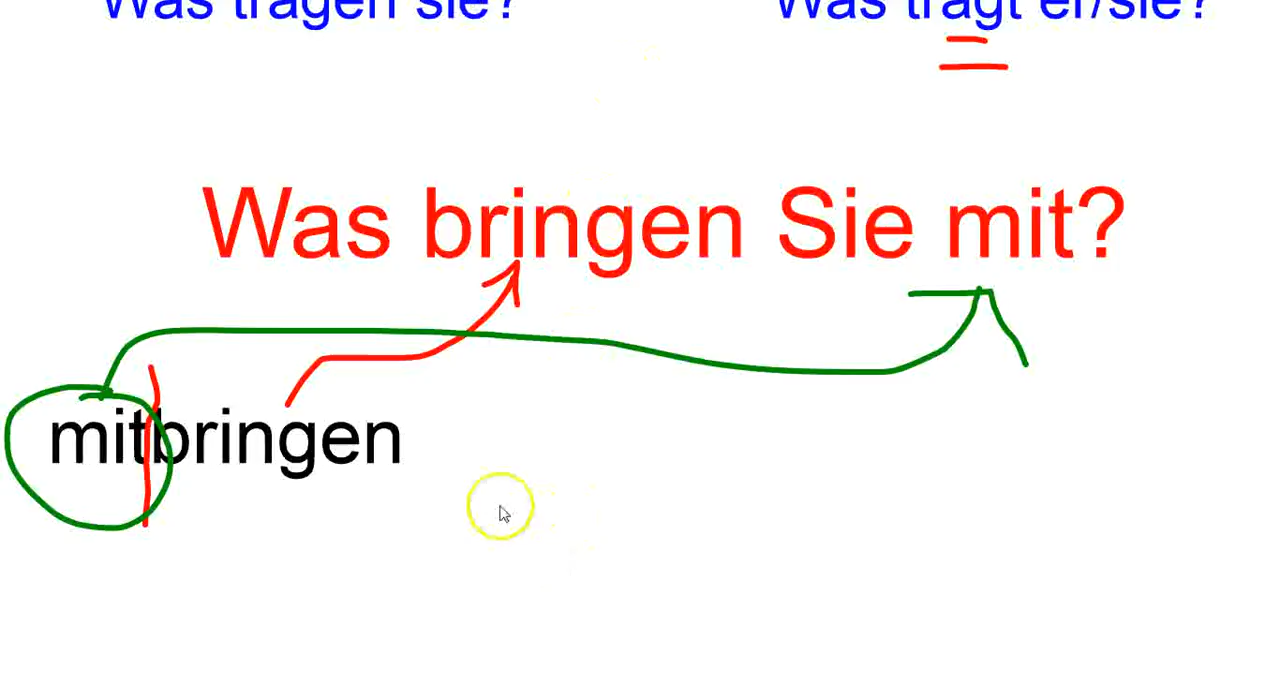 Was tragen sie? Was trägt er/sie?
Was bringen Sie mit?
mitbringen